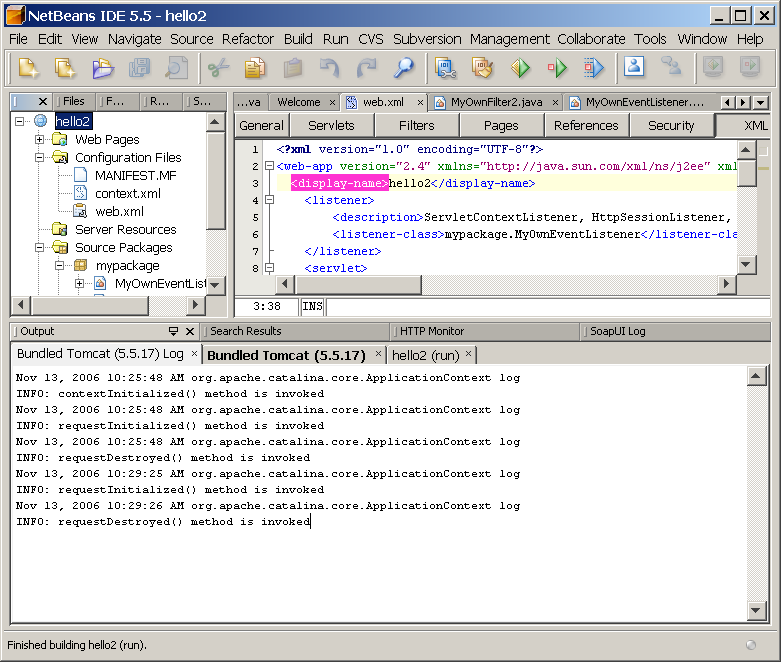 NetBeans IDE 5.5 - hello2
File Edit View Navigate Source Refactor Build Run CVS Subversion Management Collaborate Tools Window Help
Files F... R... S...
...va Welcome web.xml MyOwnFilter2.java MyOwnEventListener....
General Servlets Filters Pages References Security XML
hello2
Web Pages
Configuration Files
MANIFEST.MF
context.xml
web.xml
Server Resources
Source Packages
mypackage
MyOwnEventList
1 <?xml version="1.0" encoding="UTF-8"?>
2 <web-app version="2.4" xmlns="http://java.sun.com/xml/ns/j2ee" xml
3 <display-name>hello2</display-name>
4 <listener>
5 <description>ServletContextListener, HttpSessionListener,
6 <listener-class>mypackage.MyOwnEventListener</listener-cla
7 </listener>
8 <servlet>
3:38 INS
Output Search Results HTTP Monitor SoapUI Log
Bundled Tomcat (5.5.17) Log Bundled Tomcat (5.5.17) hello2 (run)
Nov 13, 2006 10:25:48 AM org.apache.catalina.core.ApplicationContext log
INFO: contextInitialized() method is invoked
Nov 13, 2006 10:25:48 AM org.apache.catalina.core.ApplicationContext log
INFO: requestInitialized() method is invoked
Nov 13, 2006 10:25:48 AM org.apache.catalina.core.ApplicationContext log
INFO: requestDestroyed() method is invoked
Nov 13, 2006 10:29:25 AM org.apache.catalina.core.ApplicationContext log
INFO: requestInitialized() method is invoked
Nov 13, 2006 10:29:26 AM org.apache.catalina.core.ApplicationContext log
INFO: requestDestroyed() method is invoked
Finished building hello2 (run).